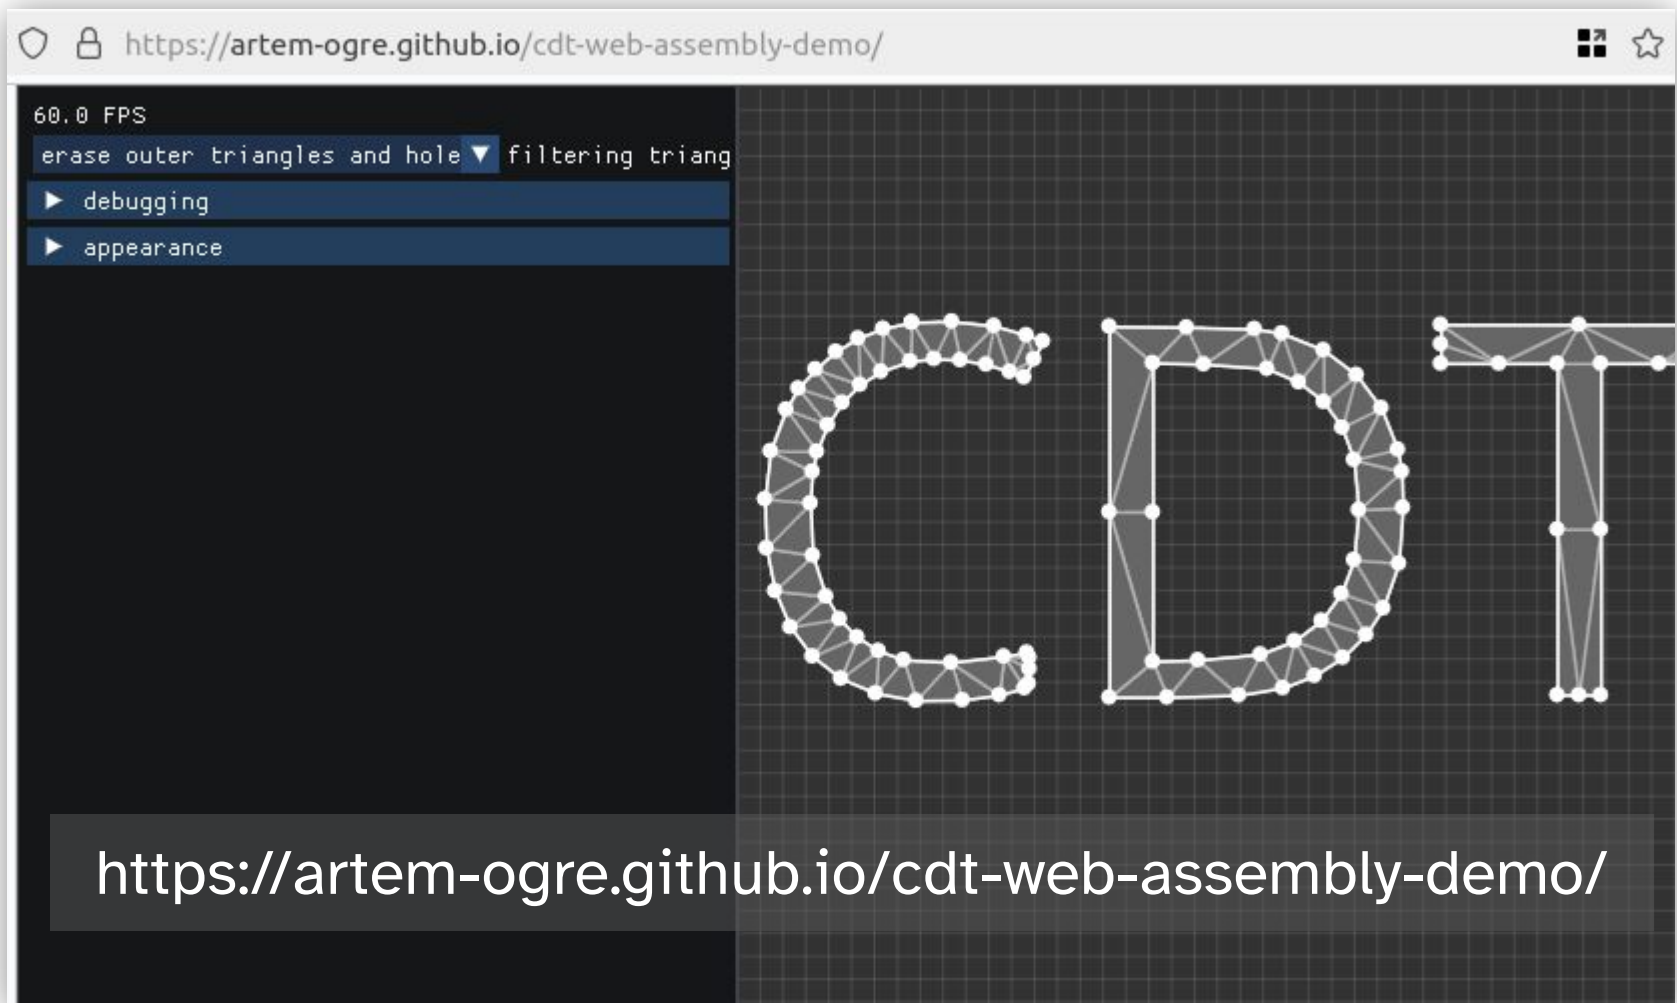 https://artem-ogre.github.io/cdt-web-assembly-demo/
60.0 FPS
erase outer triangles and hole filtering triang
debugging
appearance
CDT
https://artem-ogre.github.io/cdt-web-assembly-demo/